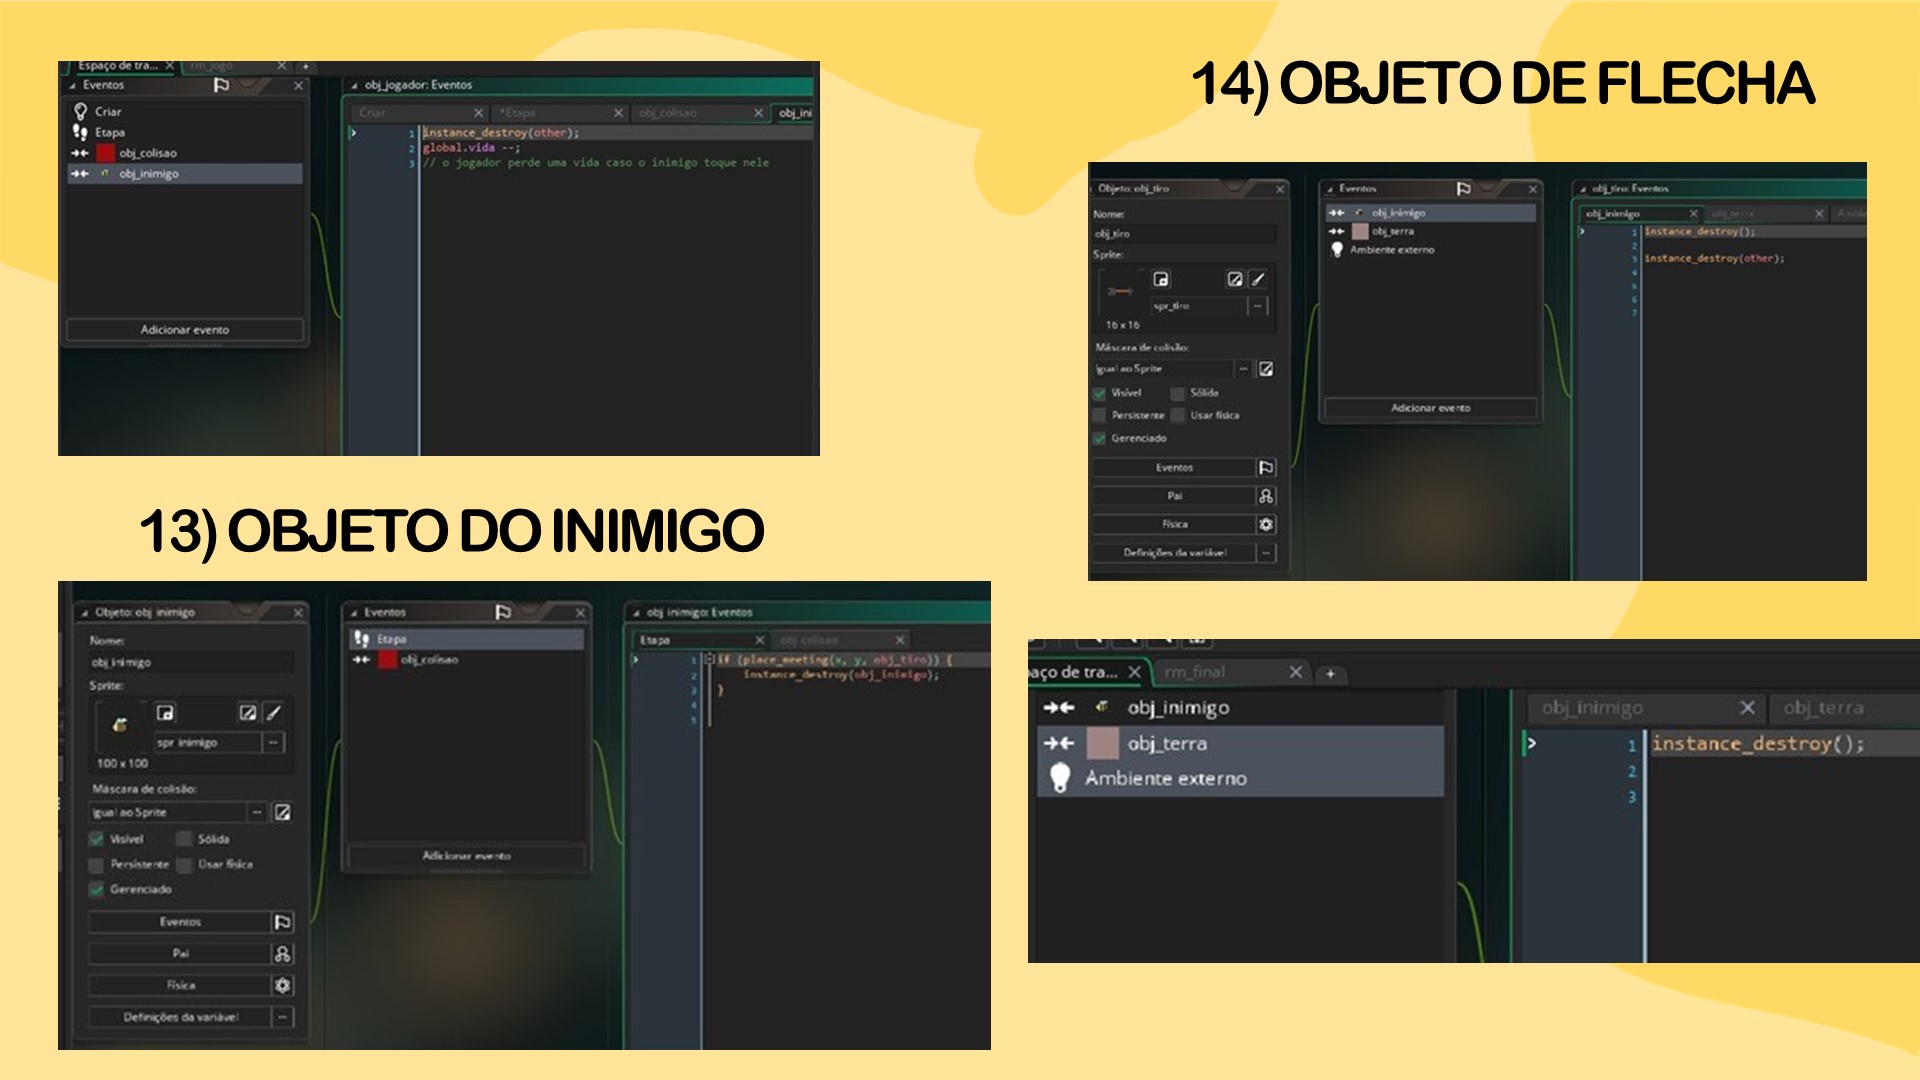 Espaço de tra...
rm_jogo
Eventos
Criar
Etapa
obj_colisao
obj_inimigo
Adicionar evento
obj_jogador: Eventos
Criar
*Etapa
obj_colisao
obj_ini
1 instance_destroy(other);
2 global.vida --;
3 // o jogador perde uma vida caso o inimigo toque nele
13) OBJETO DO INIMIGO
Objeto: obj_inimigo
Nome:
obj_inimigo
Sprite:
spr_inimigo
100 x 100
Máscara de colisão:
Igual ao Sprite
Visível
Sólida
Persistente
Usar física
Gerenciado
Eventos
Pai
Física
Definições da variável
Eventos
Etapa
obj_colisao
Adicionar evento
obj_inimigo: Eventos
Etapa
obj_colisao
1 if (place_meeting(x, y, obj_tiro)) {
2 instance_destroy(obj_inimigo);
3 }
4
5
14) OBJETO DE FLECHA
Objeto: obj_tiro
Nome:
obj_tiro
Sprite:
spr_tiro
16 x 16
Máscara de colisão:
Igual ao Sprite
Visível
Sólida
Persistente
Usar física
Gerenciado
Eventos
Pai
Física
Definições da variável
Eventos
obj_inimigo
obj_terra
Ambiente externo
Adicionar evento
obj_tiro: Eventos
obj_inimigo
obj_terra
1 instance_destroy();
2
3 instance_destroy(other);
4
5
6
7
paço de tra...
rm_final
obj_inimigo
obj_terra
Ambiente externo
obj_inimigo
obj_terra
1 instance_destroy();
2
3